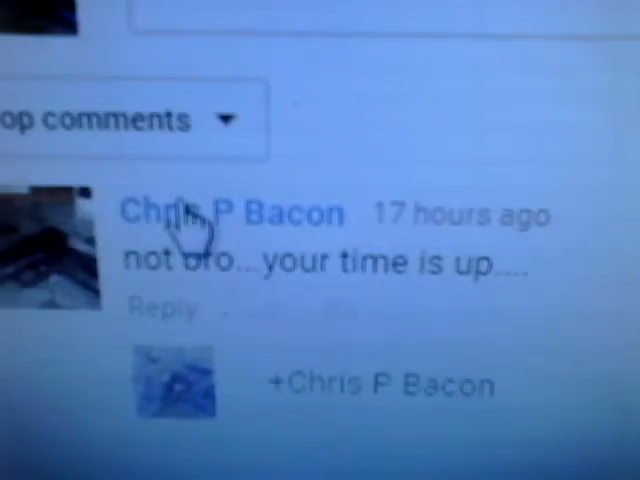 op comments
Chris P Bacon 17 hours ago
not bro...your time is up....
Reply
+Chris P Bacon